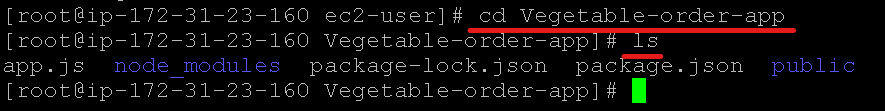 [root@ip-172-31-23-160 ec2-user]# cd Vegetable-order-app
[root@ip-172-31-23-160 Vegetable-order-app]# ls
app.js  node_modules  package-lock.json  package.json  public
[root@ip-172-31-23-160 Vegetable-order-app]#